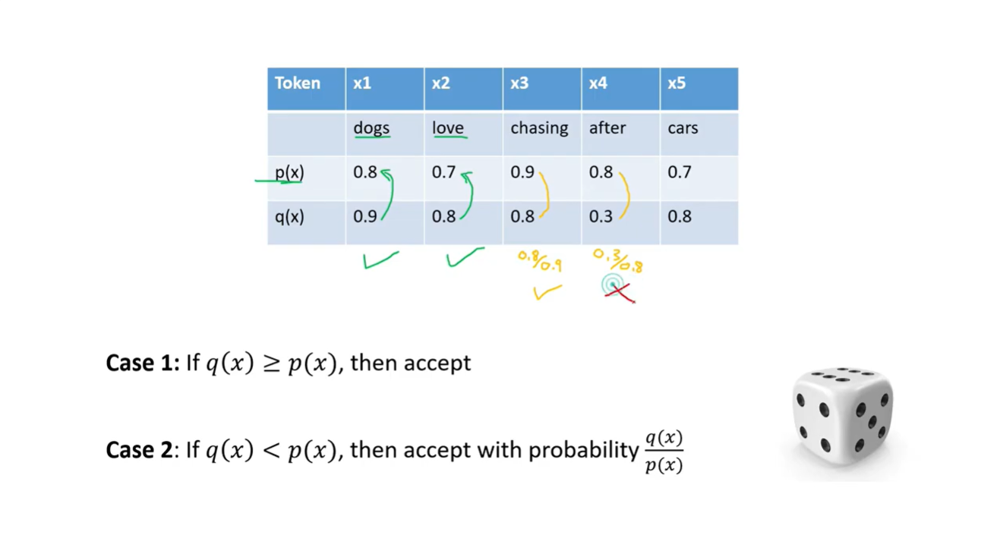 Token x1 x2 x3 x4 x5
dogs love chasing after cars
p(x) 0.8 0.7 0.9 0.8 0.7
q(x) 0.9 0.8 0.8 0.3 0.8
0.8/0.9 0.3/0.8
Case 1: If q(x) ≥ p(x), then accept
Case 2: If q(x) < p(x), then accept with probability q(x)/p(x)